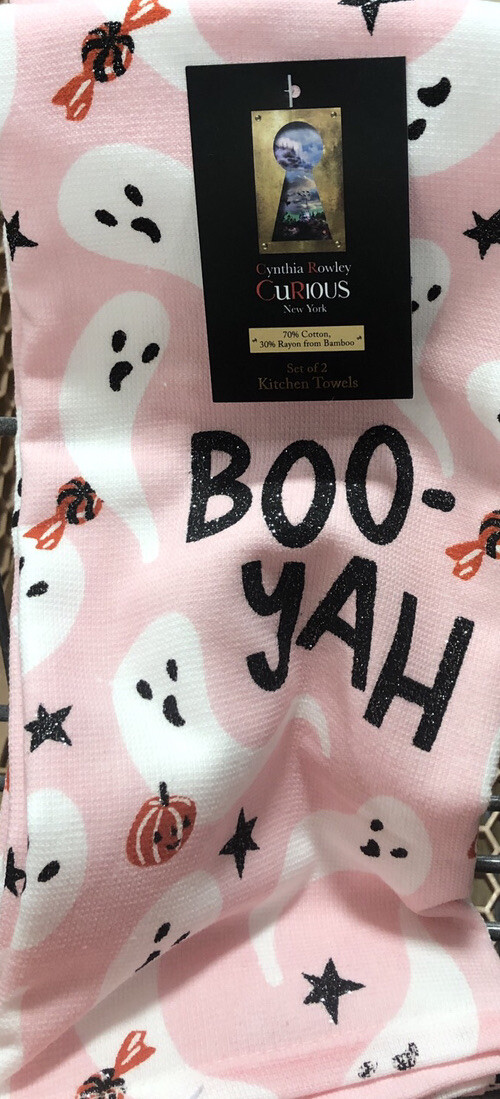 Cynthia Rowley
CuRIOUS
New York
70% Cotton,
30% Rayon from Bamboo
Set of 2
Kitchen Towels
BOO-
YAH